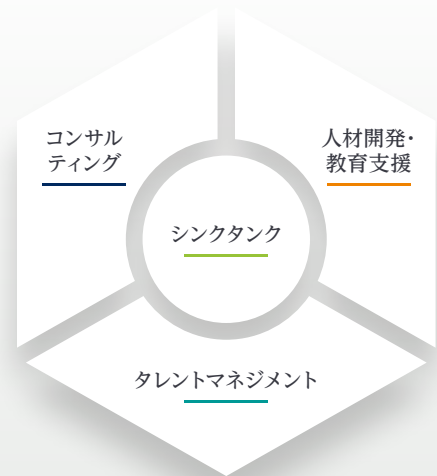 コンサル
ティング
人材開発・
教育支援
シンクタンク
タレントマネジメント